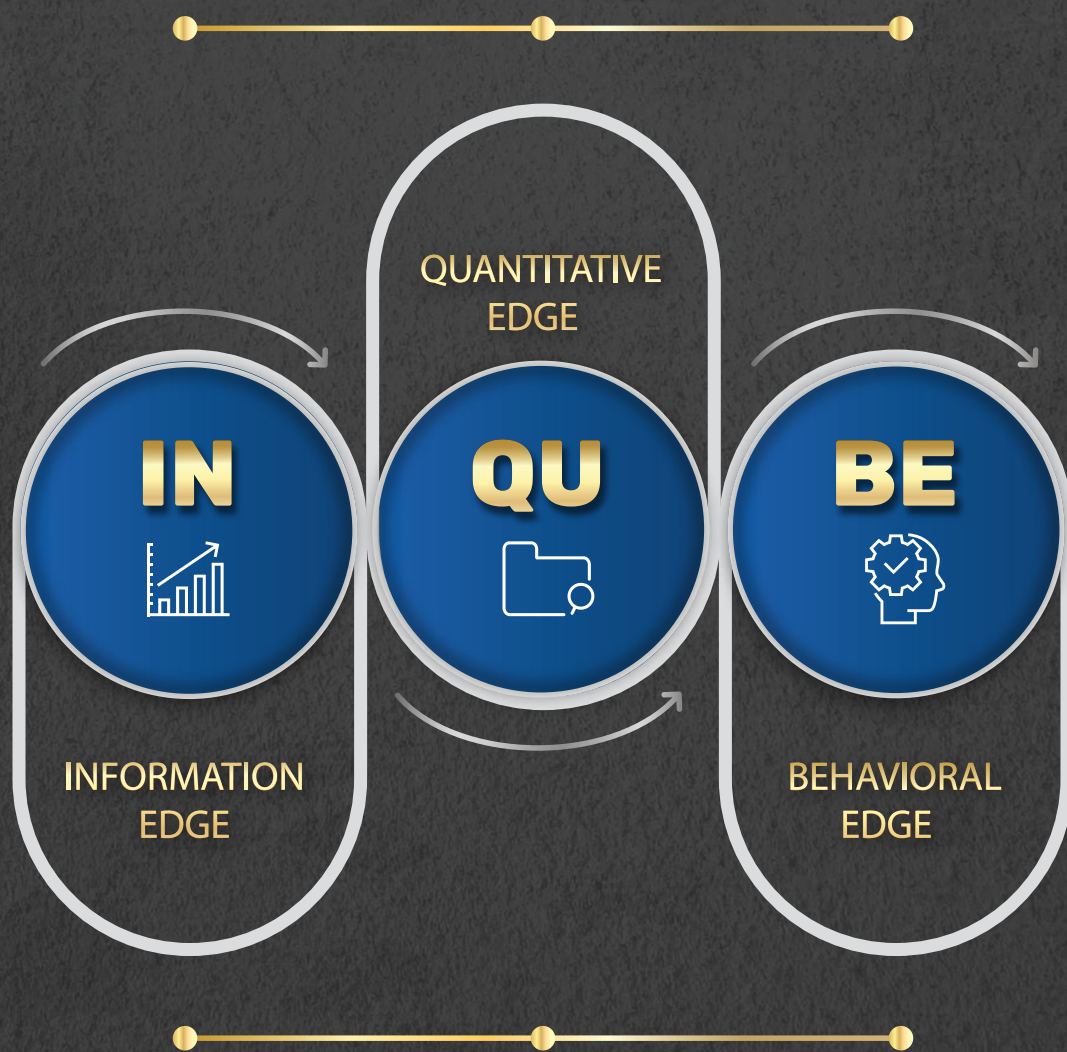 IN
INFORMATION
EDGE
QUANTITATIVE
EDGE
QU
BE
BEHAVIORAL
EDGE